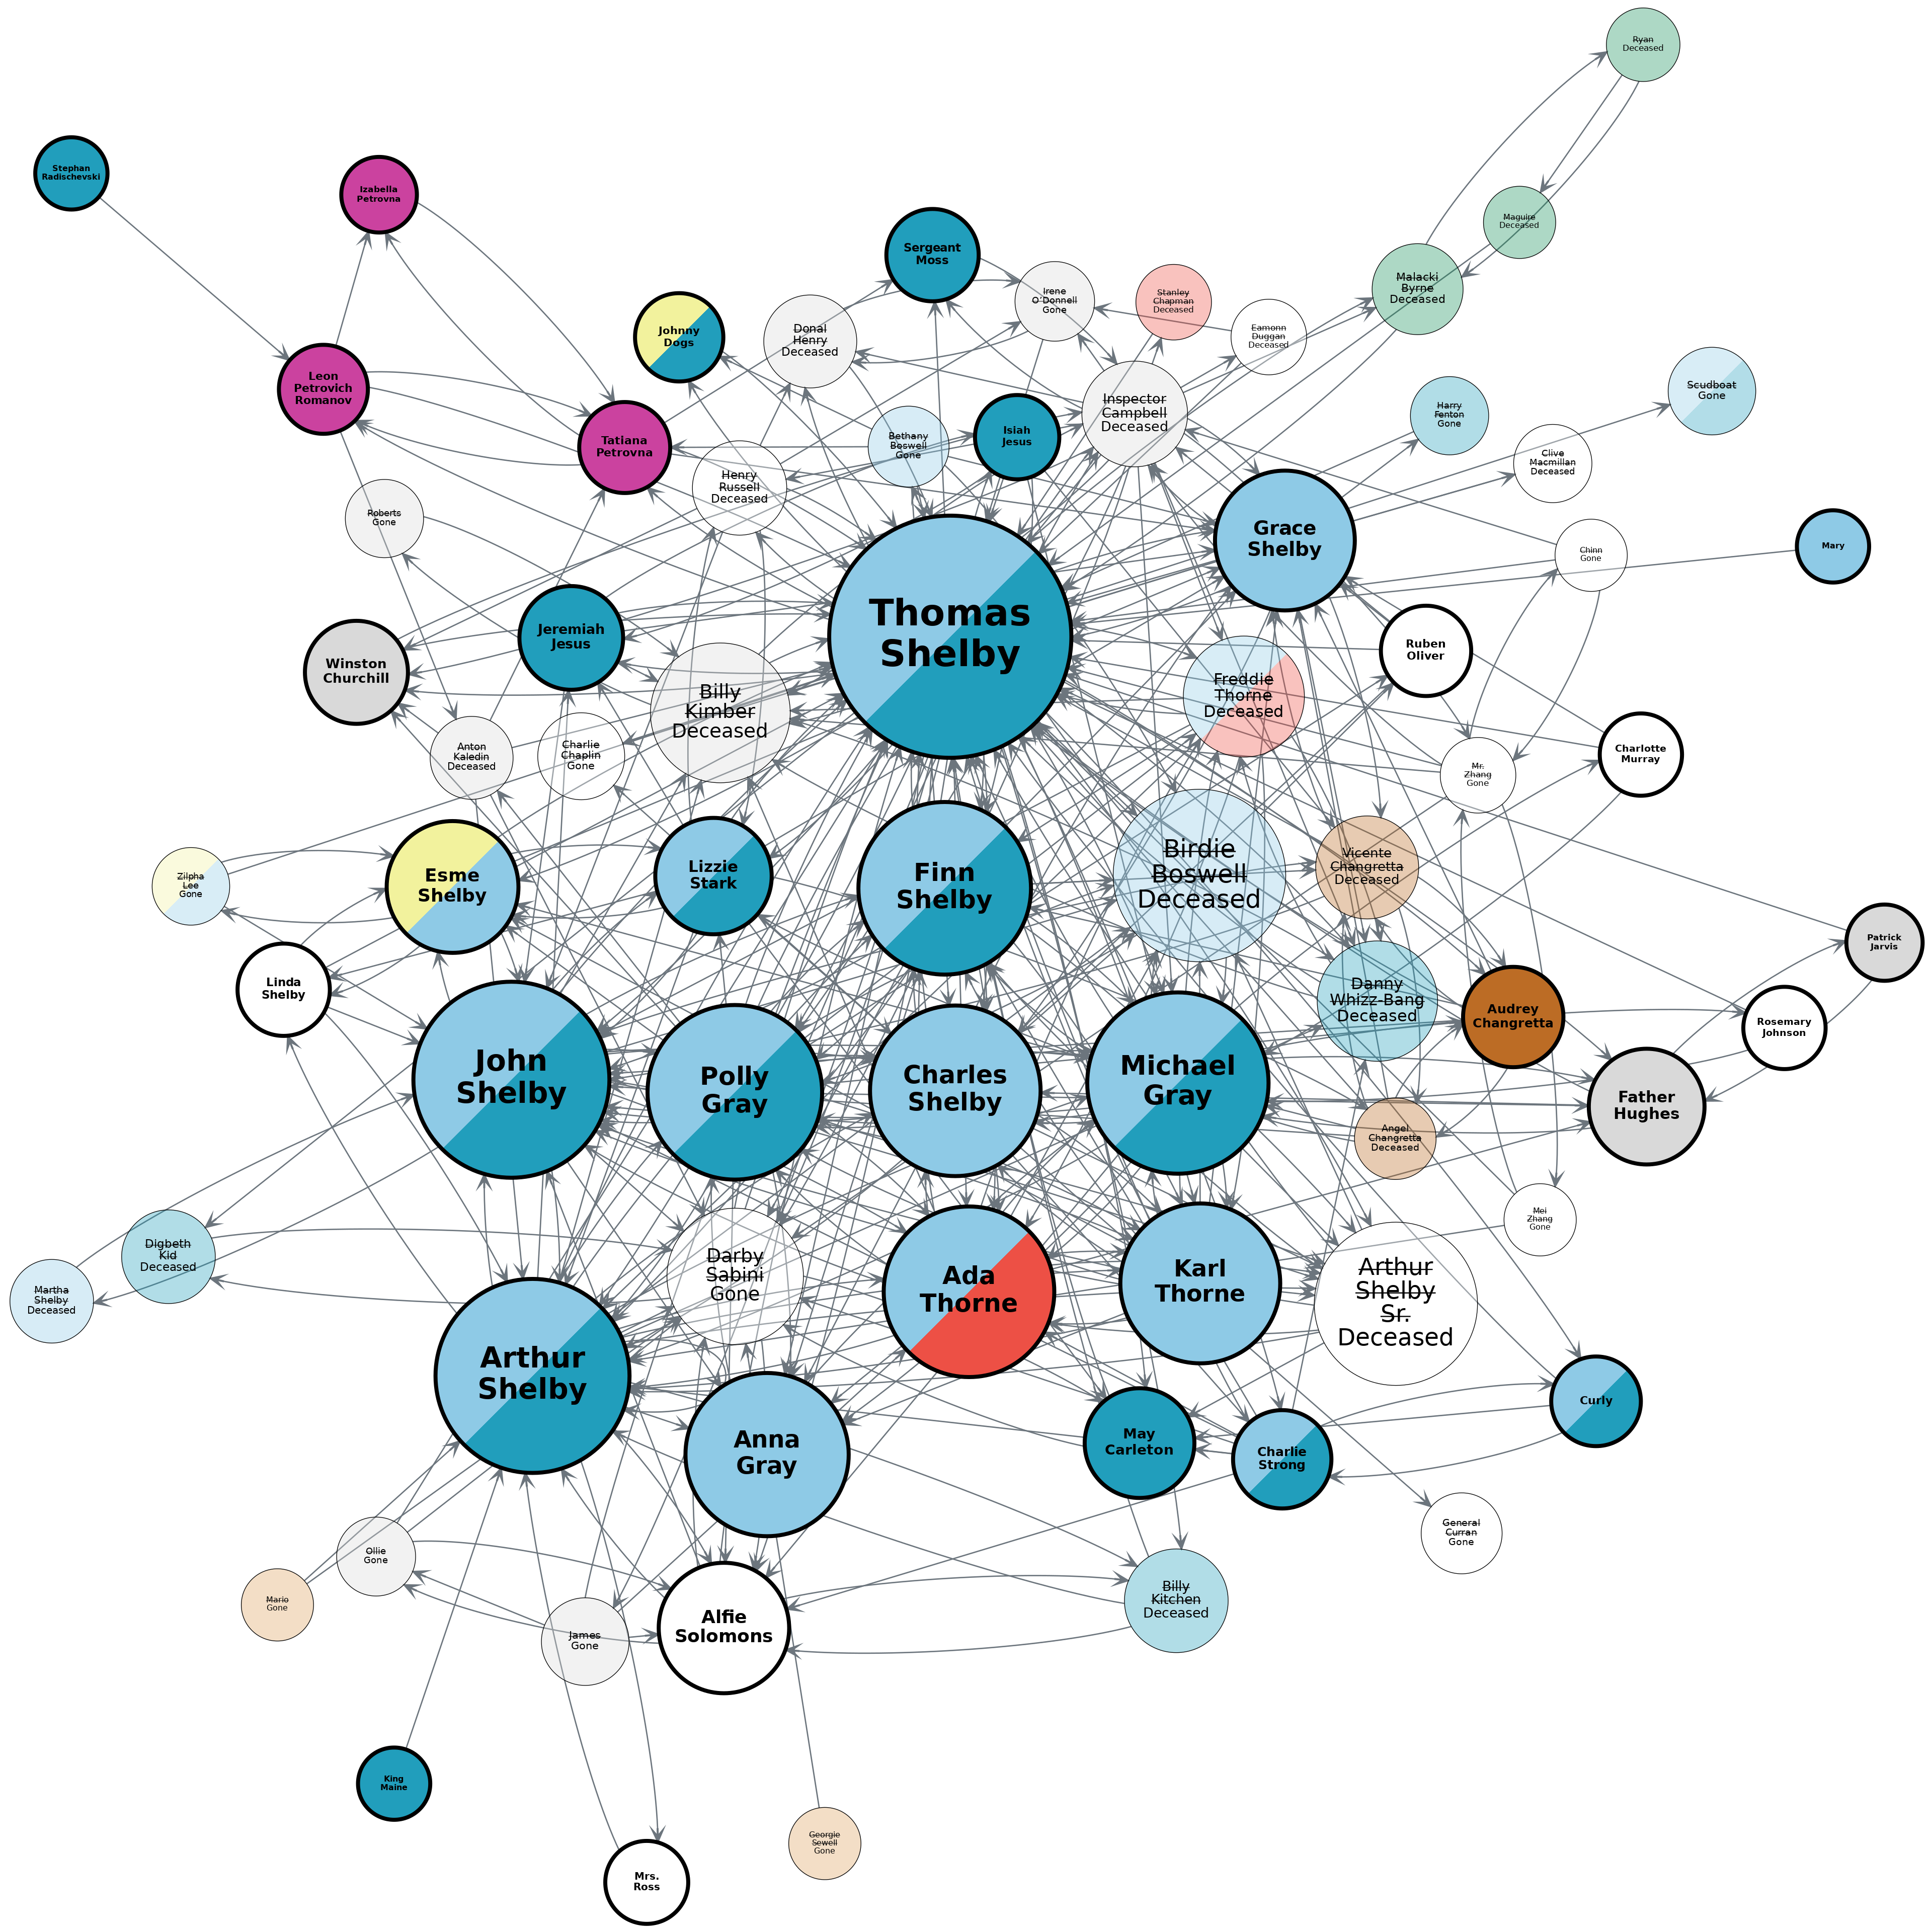 Ryan
Deceased
Stephan
Radischevski
Izabella
Petrovna
Maguire
Deceased
Sergeant
Moss
Malacki
Byrne
Deceased
Irene
O'Donnell
Gone
Stanley
Chapman
Deceased
Johnny
Dogs
Donal
Henry
Deceased
Eamonn
Duggan
Deceased
Leon
Petrovich
Romanov
Scudboat
Gone
Inspector
Campbell
Deceased
Harry
Fenton
Gone
Tatiana
Petrovna
Bethany
Boswell
Gone
Isiah
Jesus
Clive
Macmillan
Deceased
Henry
Russell
Deceased
Roberts
Gone
Grace
Shelby
Mary
Chinn
Gone
Thomas
Shelby
Jeremiah
Jesus
Ruben
Oliver
Winston
Churchill
Freddie
Thorne
Deceased
Billy
Kimber
Deceased
Anton
Kaledin
Deceased
Charlie
Chaplin
Gone
Charlotte
Murray
Mr.
Zhang
Gone
Zilpha
Lee
Gone
Esme
Shelby
Lizzie
Stark
Finn
Shelby
Birdie
Boswell
Deceased
Vicente
Changretta
Deceased
Patrick
Jarvis
Linda
Shelby
Danny
Whizz-Bang
Deceased
Audrey
Changretta
Rosemary
Johnson
John
Shelby
Polly
Gray
Charles
Shelby
Michael
Gray
Father
Hughes
Angel
Changretta
Deceased
Mei
Zhang
Gone
Digbeth
Kid
Deceased
Martha
Shelby
Deceased
Darby
Sabini
Gone
Ada
Thorne
Karl
Thorne
Arthur
Shelby
Sr.
Deceased
Arthur
Shelby
Curly
Anna
Gray
May
Carleton
Charlie
Strong
General
Curran
Gone
Ollie
Gone
Mario
Gone
Billy
Kitchen
Deceased
James
Gone
Alfie
Solomons
King
Maine
Georgie
Sewell
Gone
Mrs.
Ross